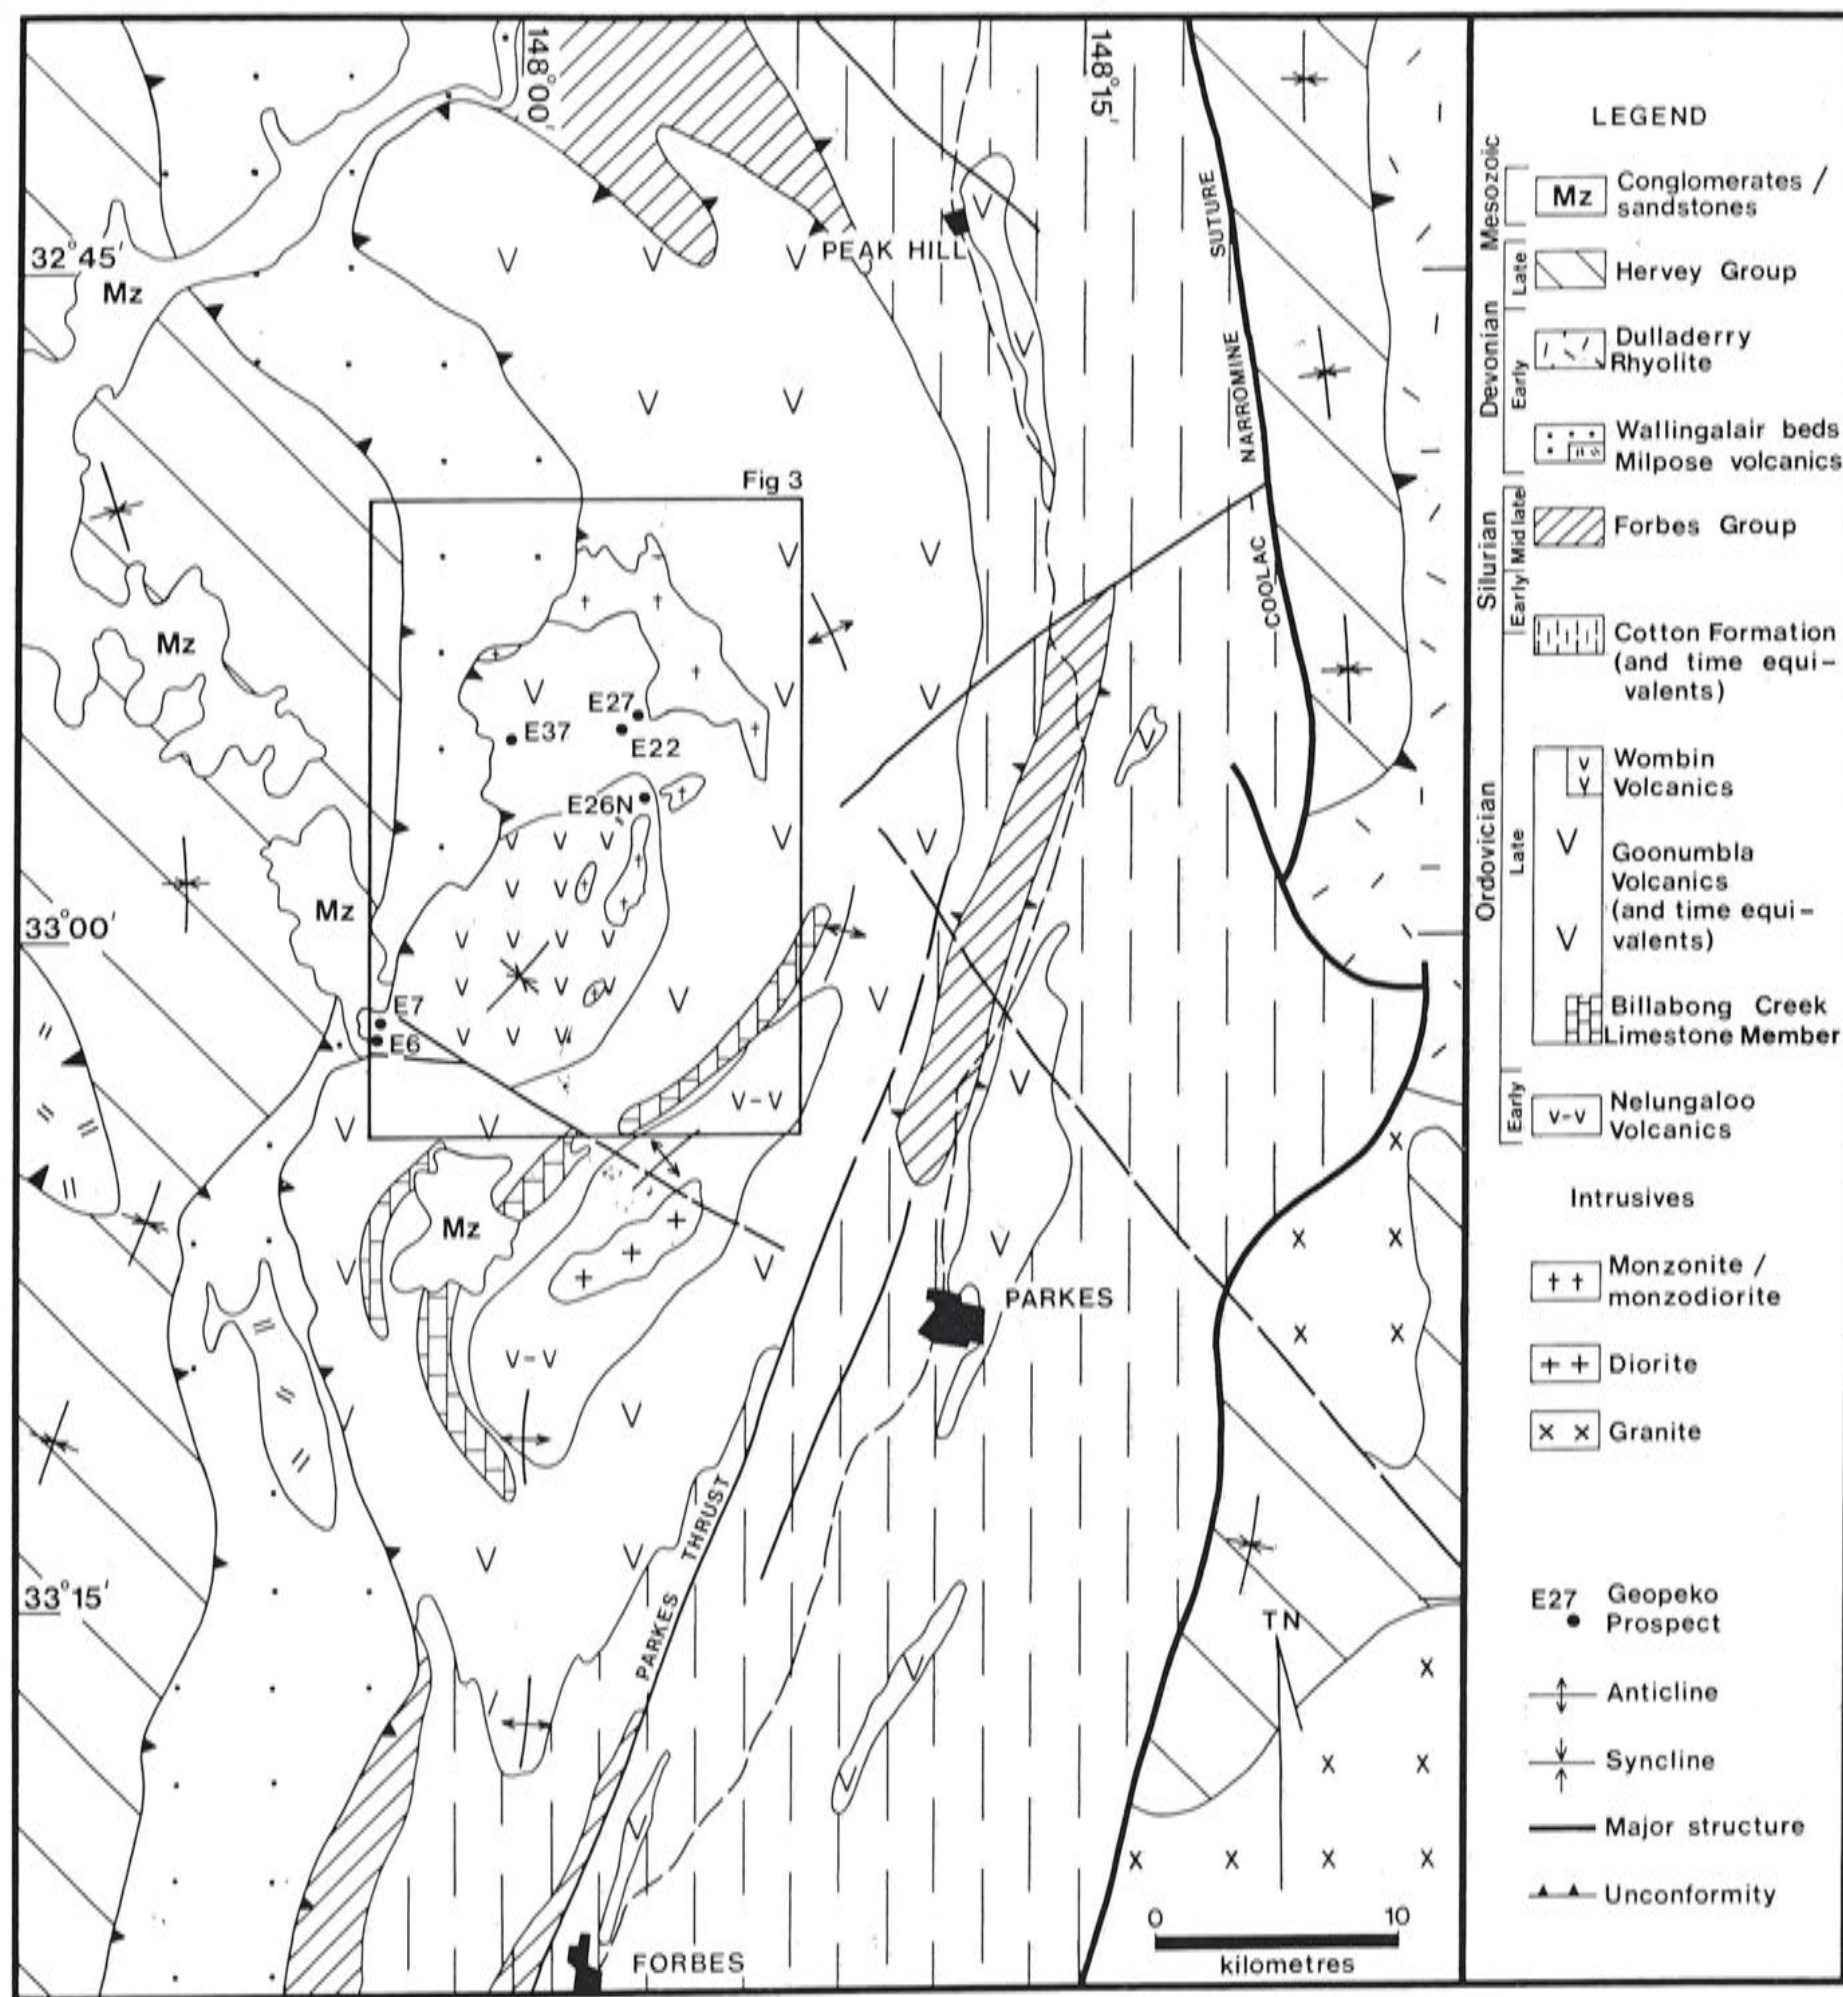 148°00'
148°15'
32°45'
33°00'
33°15'
Mz
Mz
Mz
Mz
PEAK HILL
SUTURE
NARROMINE
COOLAC
Fig 3
E27
E37
E22
E26N
E7
E6
V-V
V-V
PARKES
PARKES THRUST
FORBES
TN
0 10
kilometres
LEGEND
Mesozoic
Mz Conglomerates /
sandstones
Devonian
Late
Hervey Group
Early
Dulladerry
Rhyolite
Wallingalair beds
Milpose volcanics
Silurian
Mid late
Forbes Group
Early
Cotton Formation
(and time equi-
valents)
Ordovician
Late
Wombin
Volcanics
Goonumbla
Volcanics
(and time equi-
valents)
Billabong Creek
Limestone Member
Early
V-V Nelungaloo
Volcanics
Intrusives
Monzonite /
monzodiorite
Diorite
Granite
E27 Geopeko
Prospect
Anticline
Syncline
Major structure
Unconformity